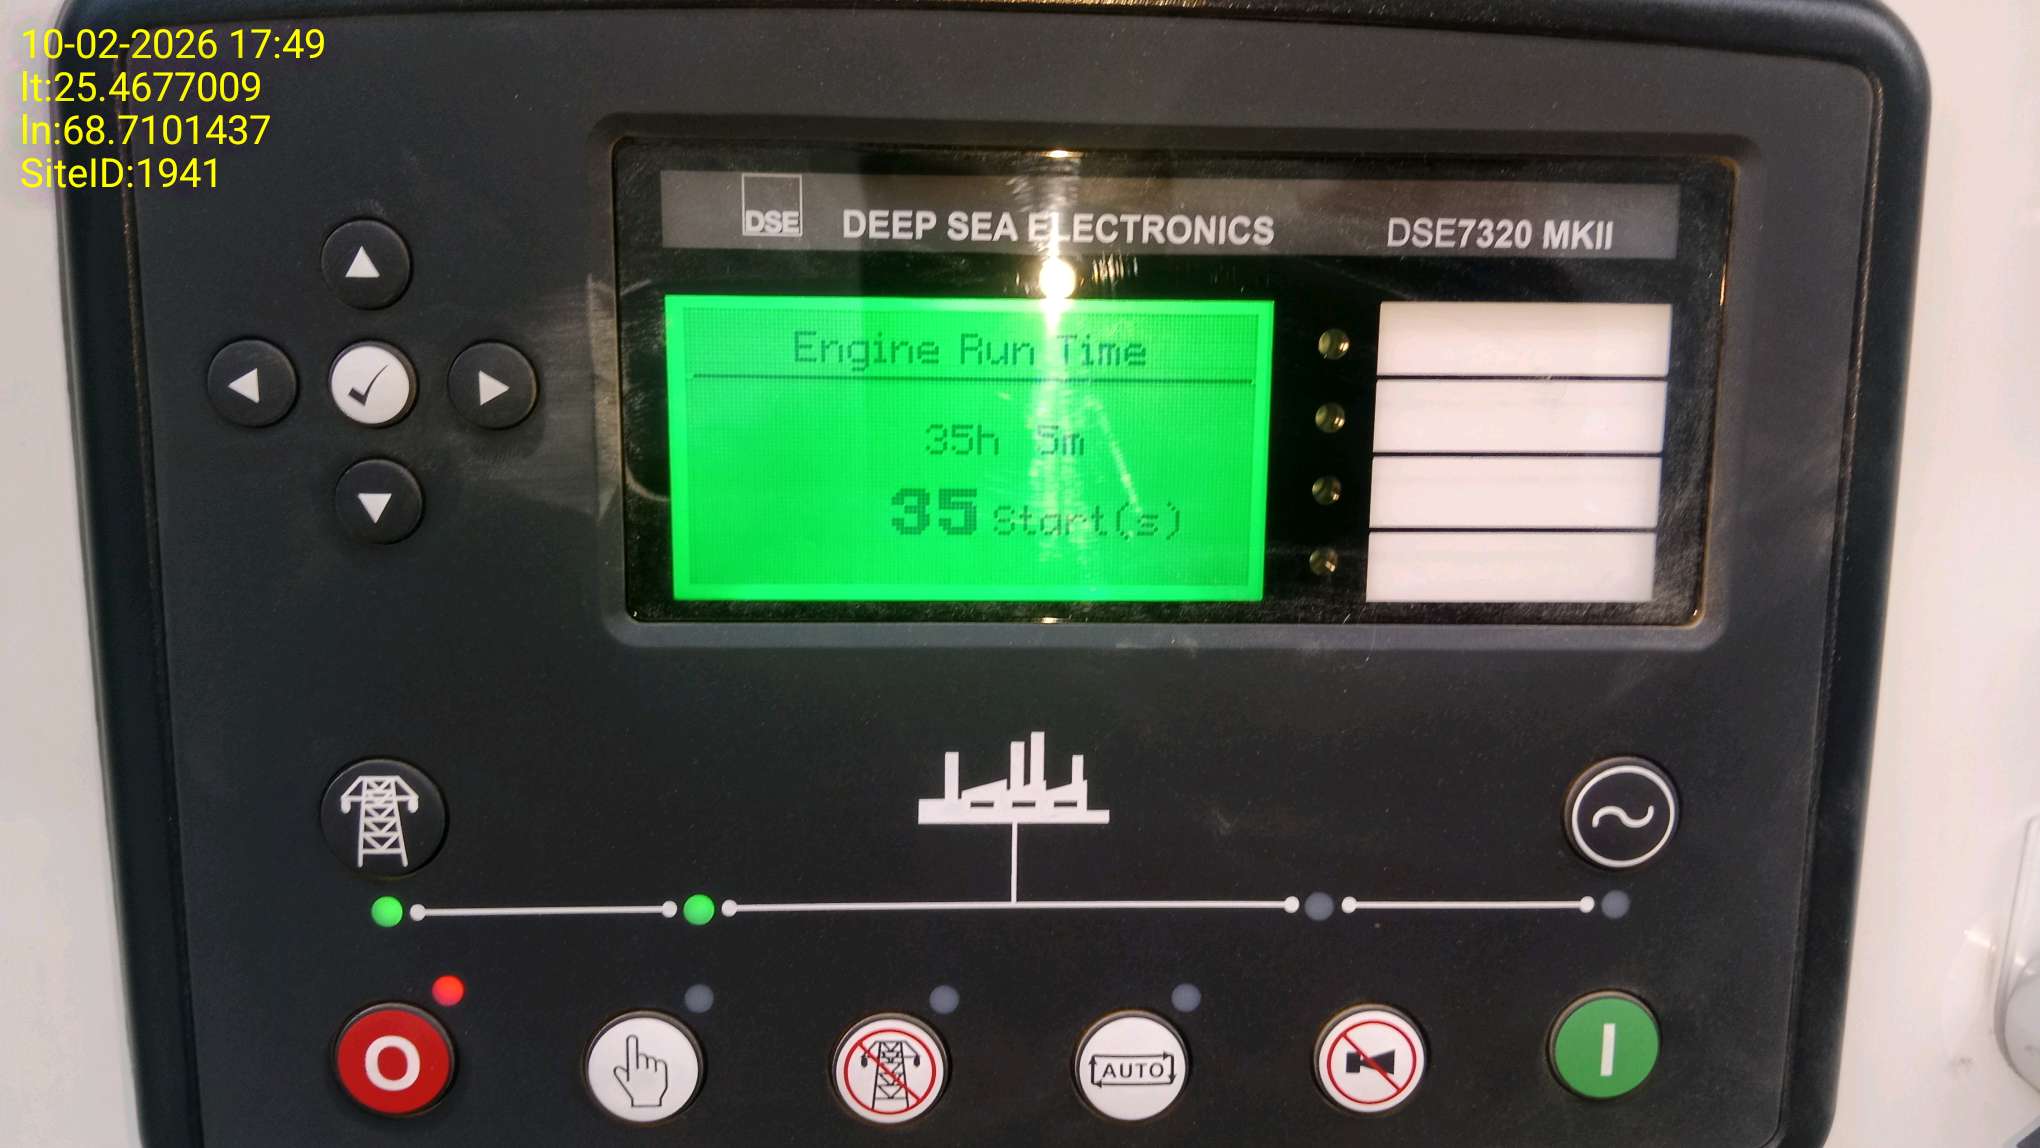 10-02-2026 17:49
lt:25.4677009
ln:68.7101437
SiteID:1941
DSE DEEP SEA ELECTRONICS DSE7320 MKII
Engine Run Time
35h 5m
35 Start(s)
O
AUTO
I